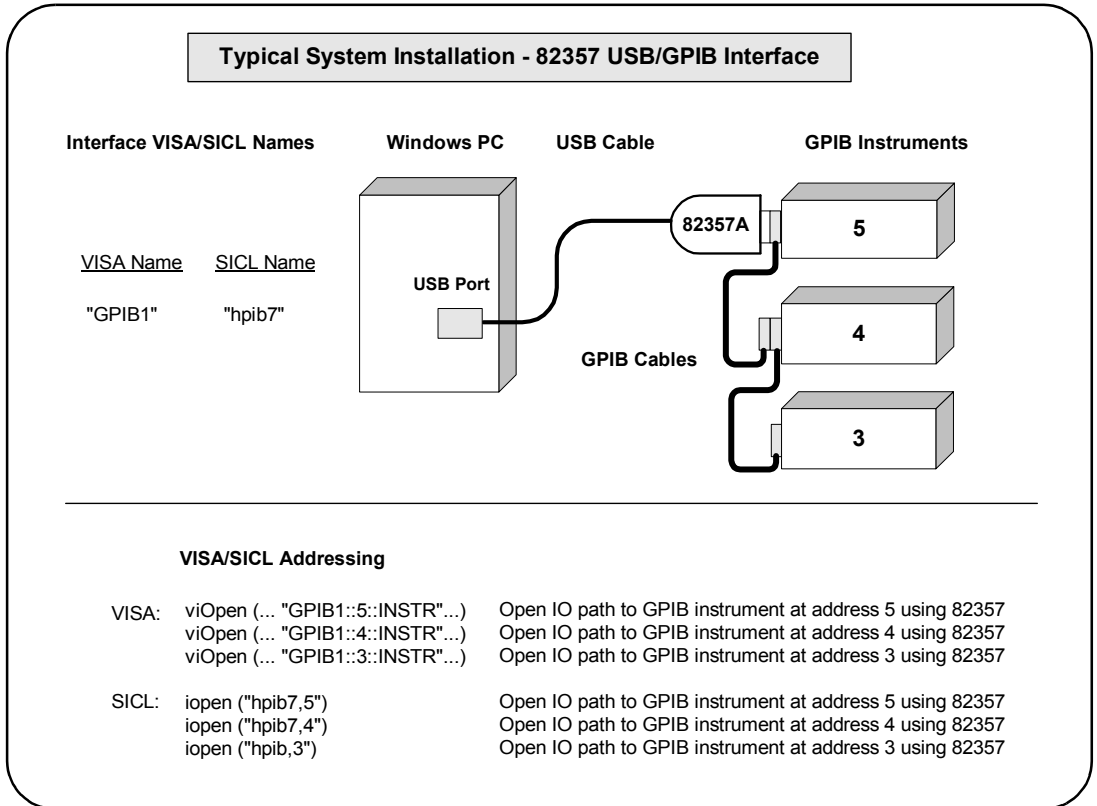 Typical System Installation - 82357 USB/GPIB Interface
Interface VISA/SICL Names
Windows PC
USB Cable
GPIB Instruments
82357A
5
VISA Name SICL Name
USB Port
"GPIB1" "hpib7"
4
GPIB Cables
3
VISA/SICL Addressing
VISA: viOpen (... "GPIB1::5::INSTR"...) Open IO path to GPIB instrument at address 5 using 82357
viOpen (... "GPIB1::4::INSTR"...) Open IO path to GPIB instrument at address 4 using 82357
viOpen (... "GPIB1::3::INSTR"...) Open IO path to GPIB instrument at address 3 using 82357
SICL: iopen ("hpib7,5") Open IO path to GPIB instrument at address 5 using 82357
iopen ("hpib7,4") Open IO path to GPIB instrument at address 4 using 82357
iopen ("hpib,3") Open IO path to GPIB instrument at address 3 using 82357